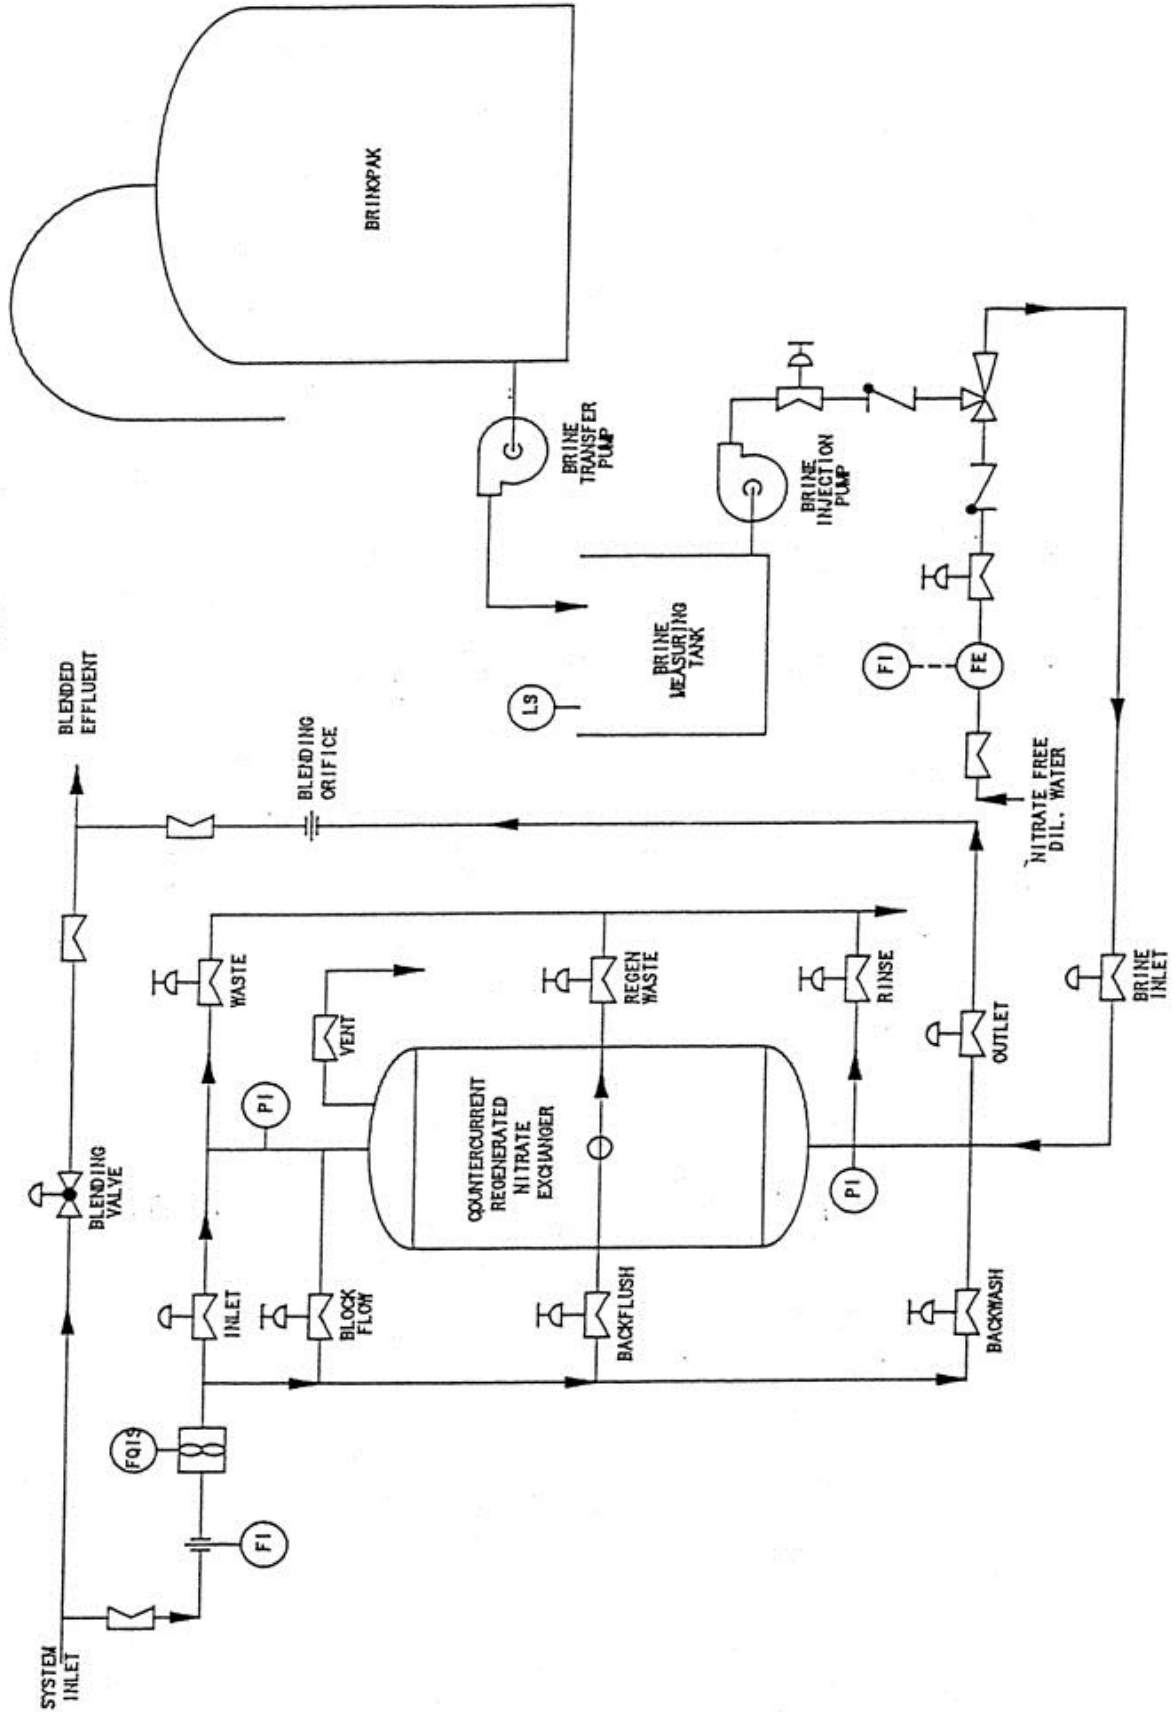 SYSTEM
INLET
BLENDING
VALVE
BLENDED
EFFLUENT
FI
FQIS
INLET
BLOCK
FLOW
PI
WASTE
VENT
BLENDING
ORIFICE
COUNTERCURRENT
REGENERATED
NITRATE
EXCHANGER
BACKFLUSH
REGEN
WASTE
PI
RINSE
BACKWASH
OUTLET
BRINE
INLET
LS
BRINE
MEASURING
TANK
BRINE
TRANSFER
PUMP
BRINOPAK
BRINE
INJECTION
PUMP
FI
FE
NITRATE FREE
DIL. WATER